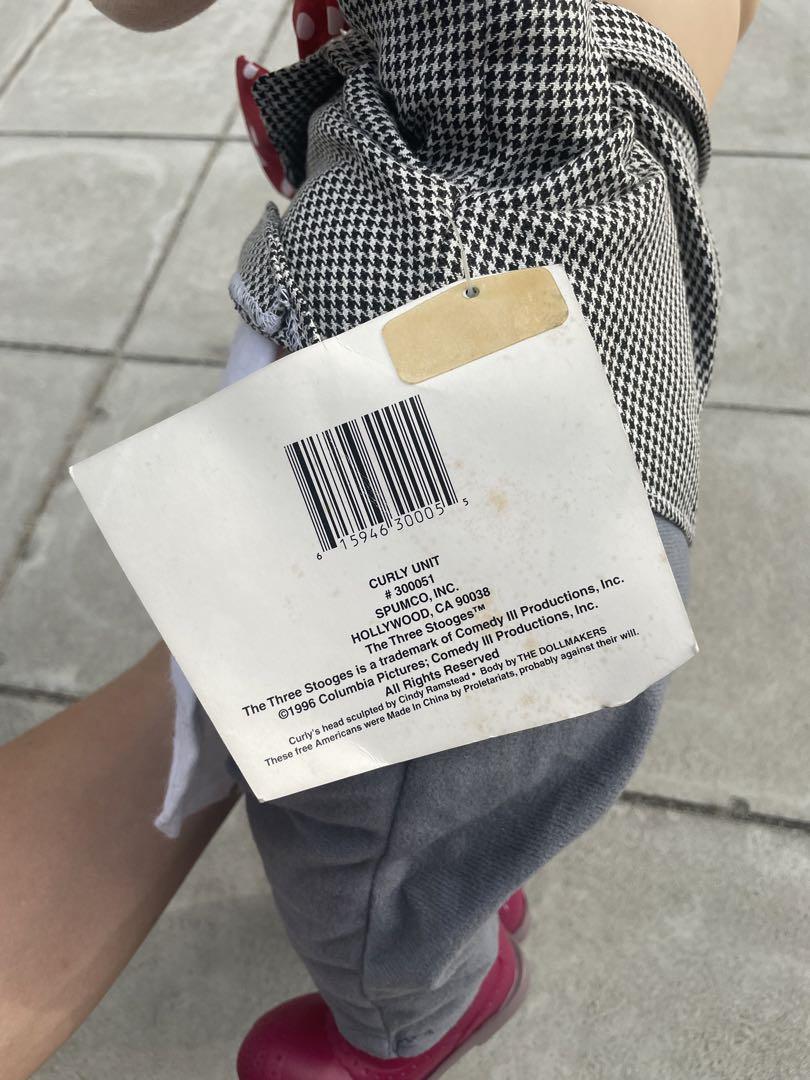 6 15946 30005 5
CURLY UNIT
# 300051
SPUMCO, INC.
HOLLYWOOD, CA 90038
The Three Stooges™
The Three Stooges is a trademark of Comedy III Productions, Inc.
©1996 Columbia Pictures; Comedy III Productions, Inc.
All Rights Reserved
Curly's head sculpted by Cindy Ramstead • Body by THE DOLLMAKERS
These free Americans were Made In China by Proletariats, probably against their will.